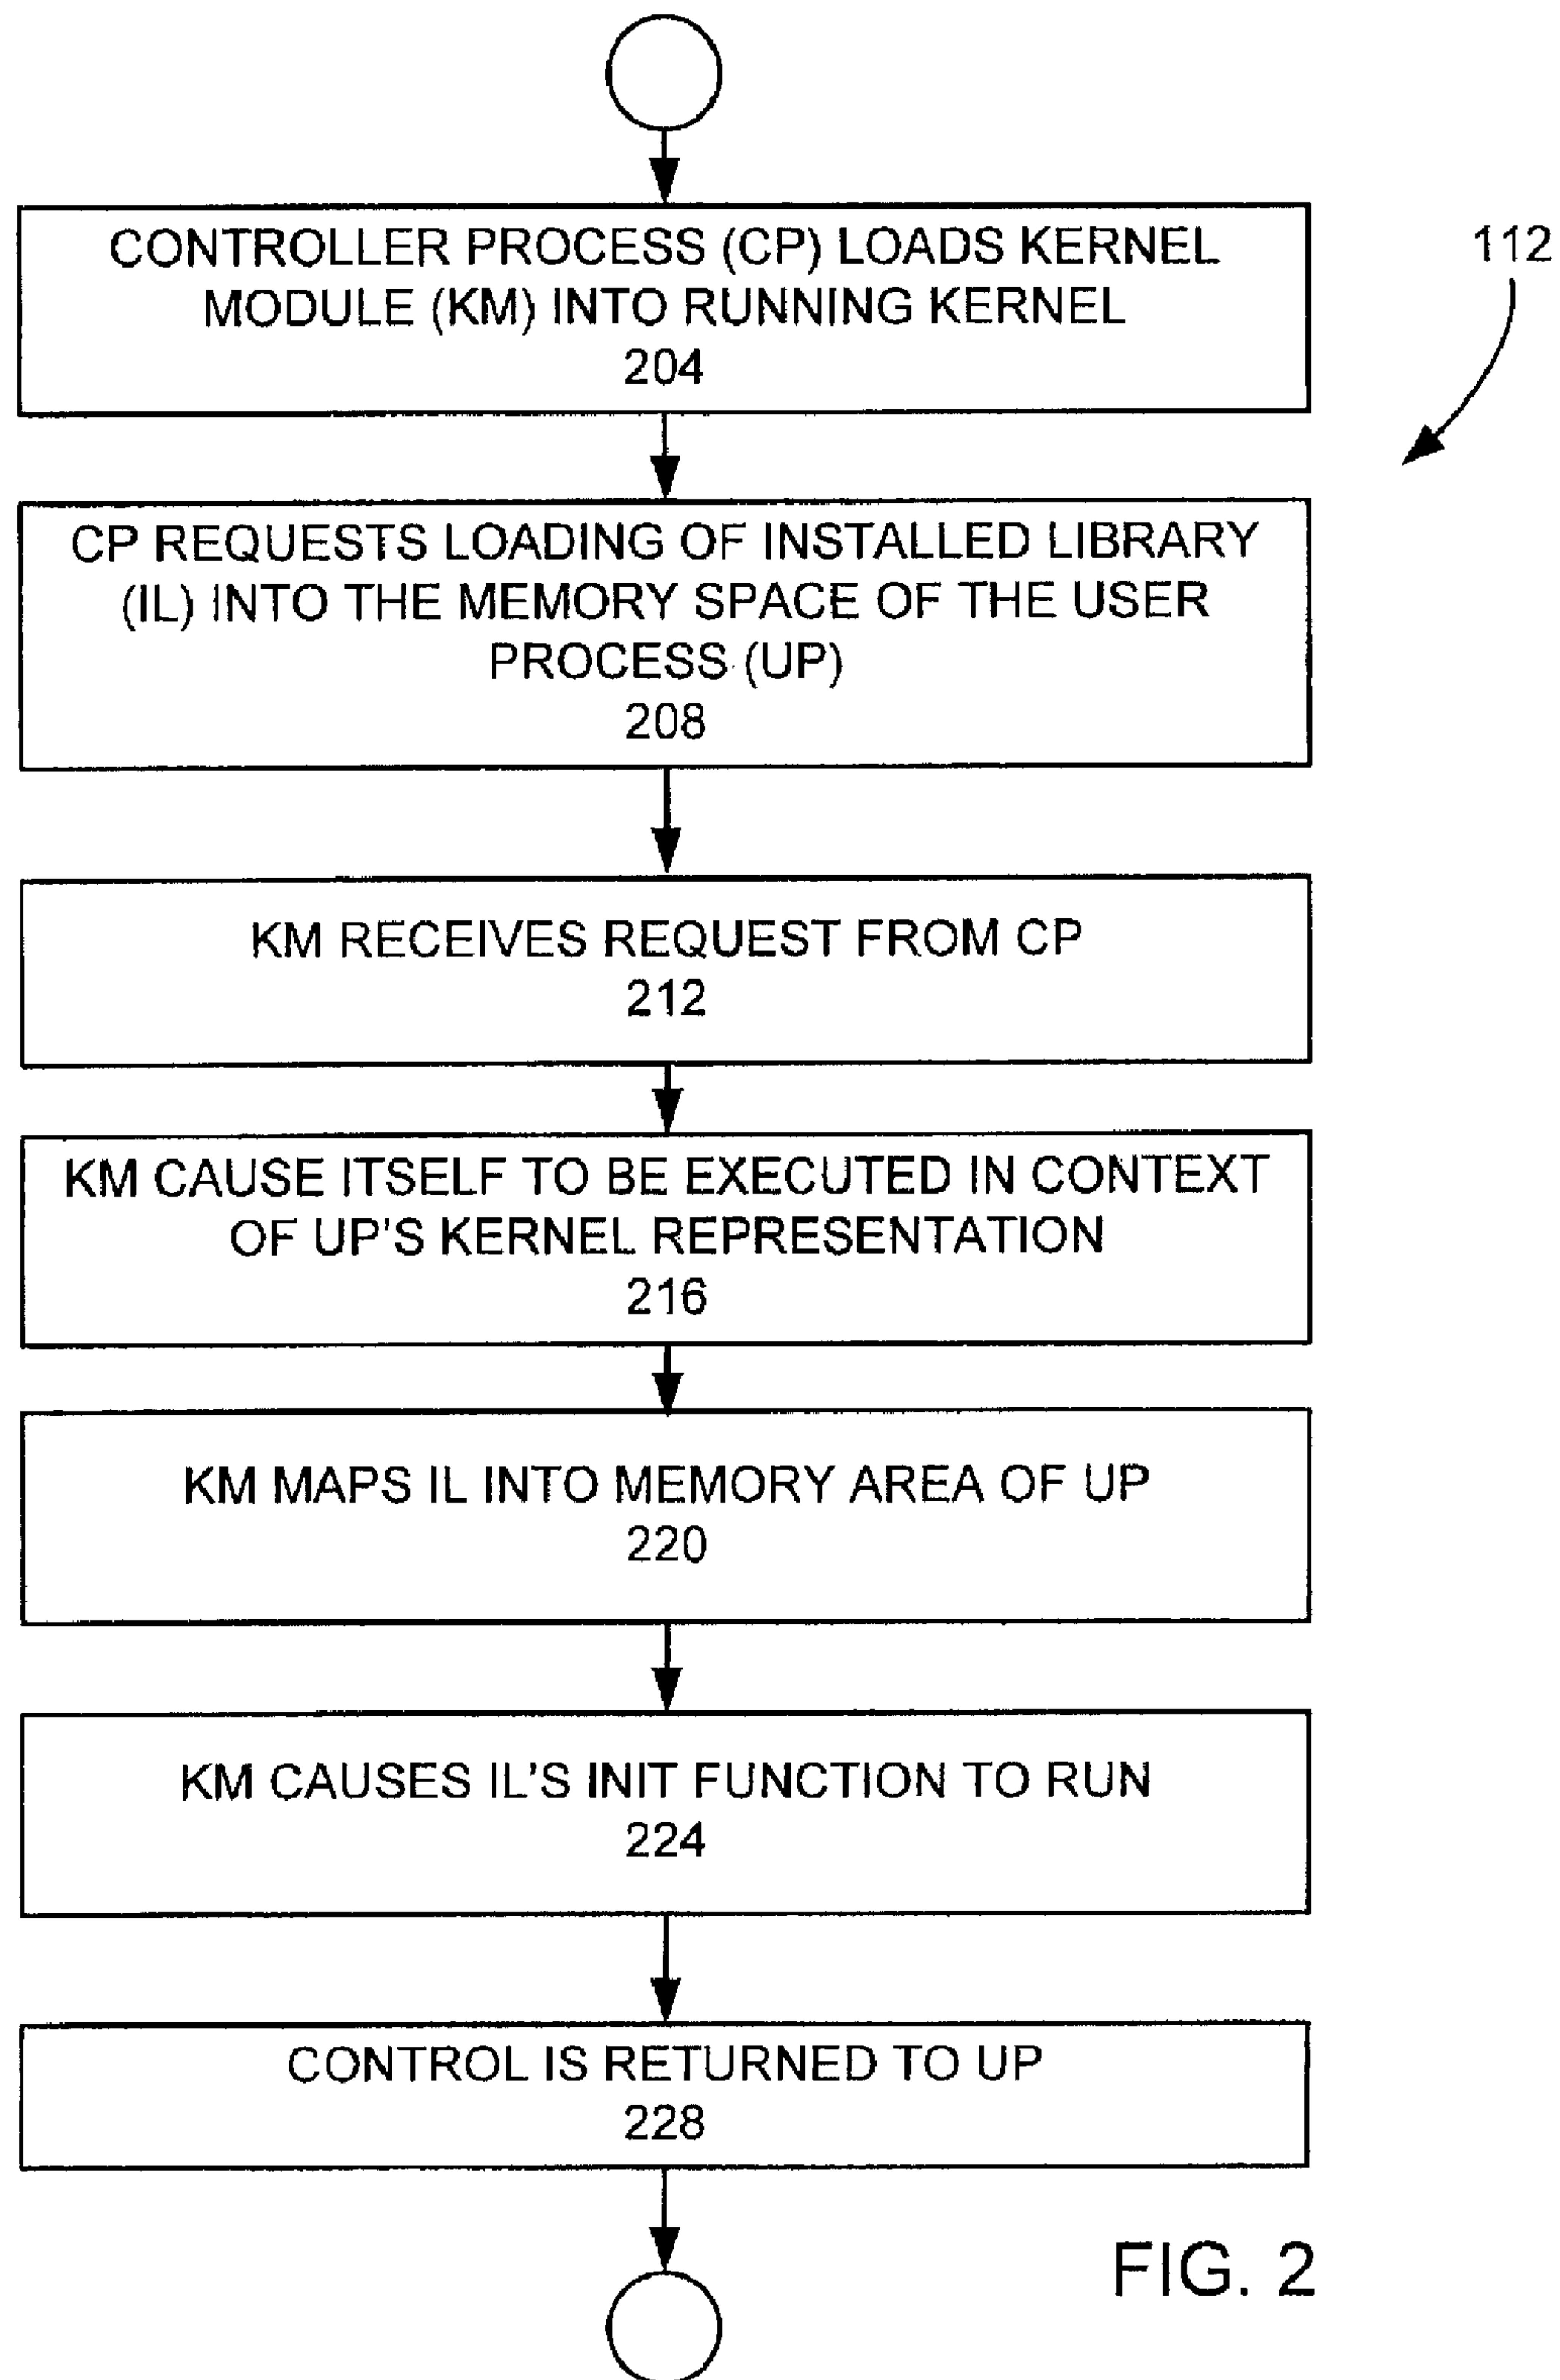 CONTROLLER PROCESS (CP) LOADS KERNEL
MODULE (KM) INTO RUNNING KERNEL
204
112
CP REQUESTS LOADING OF INSTALLED LIBRARY
(IL) INTO THE MEMORY SPACE OF THE USER
PROCESS (UP)
208
KM RECEIVES REQUEST FROM CP
212
KM CAUSE ITSELF TO BE EXECUTED IN CONTEXT
OF UP'S KERNEL REPRESENTATION
216
KM MAPS IL INTO MEMORY AREA OF UP
220
KM CAUSES IL'S INIT FUNCTION TO RUN
224
CONTROL IS RETURNED TO UP
228
FIG. 2